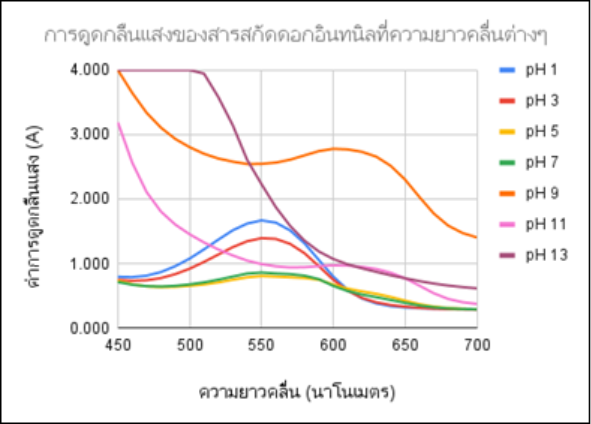 การดูดกลืนแสงของสารสกัดดอกอินทนิลที่ความยาวคลื่นต่างๆ
ค่าการดูดกลืนแสง (A)
4.000
3.000
2.000
1.000
0.000
450
500
550
600
650
700
ความยาวคลื่น (นาโนเมตร)
pH 1
pH 3
pH 5
pH 7
pH 9
pH 11
pH 13